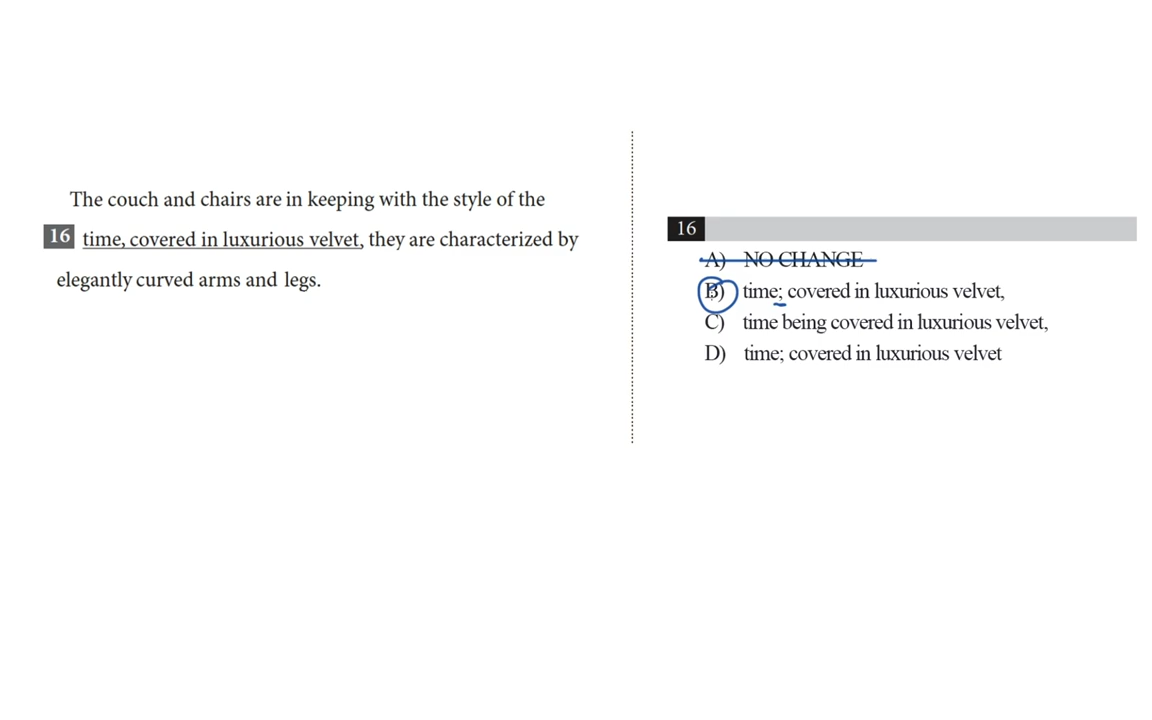 The couch and chairs are in keeping with the style of the
16 time, covered in luxurious velvet, they are characterized by
elegantly curved arms and legs.
16
A) NO CHANGE
B) time; covered in luxurious velvet,
C) time being covered in luxurious velvet,
D) time; covered in luxurious velvet